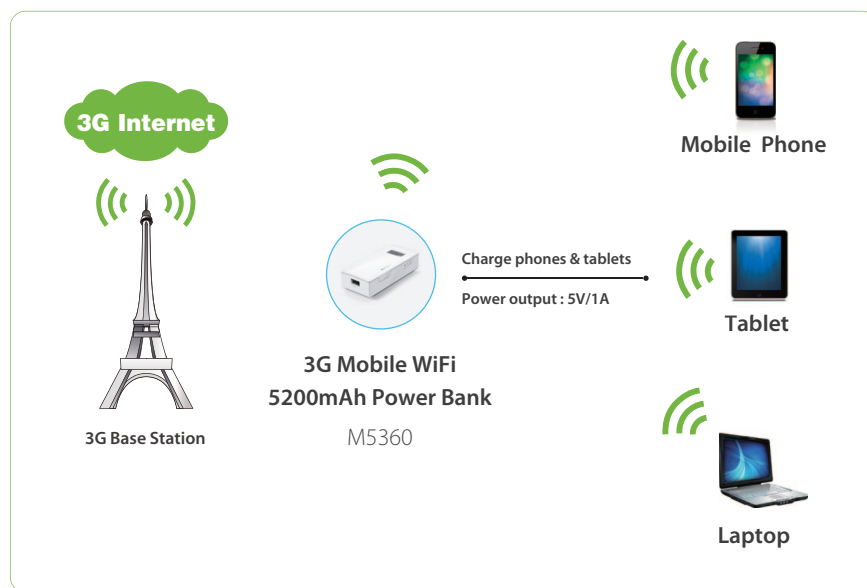 3G Internet
3G Base Station
3G Mobile WiFi
5200mAh Power Bank
M5360
Charge phones & tablets
Power output : 5V/1A
Mobile Phone
Tablet
Laptop